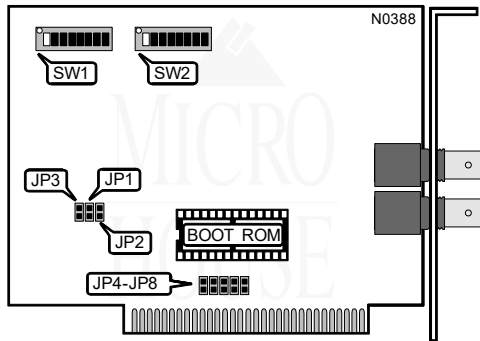 N0388
SW1
SW2
MICRO
JP3
JP1
JP2
BOOT ROM
HOUSE
JP4-JP8